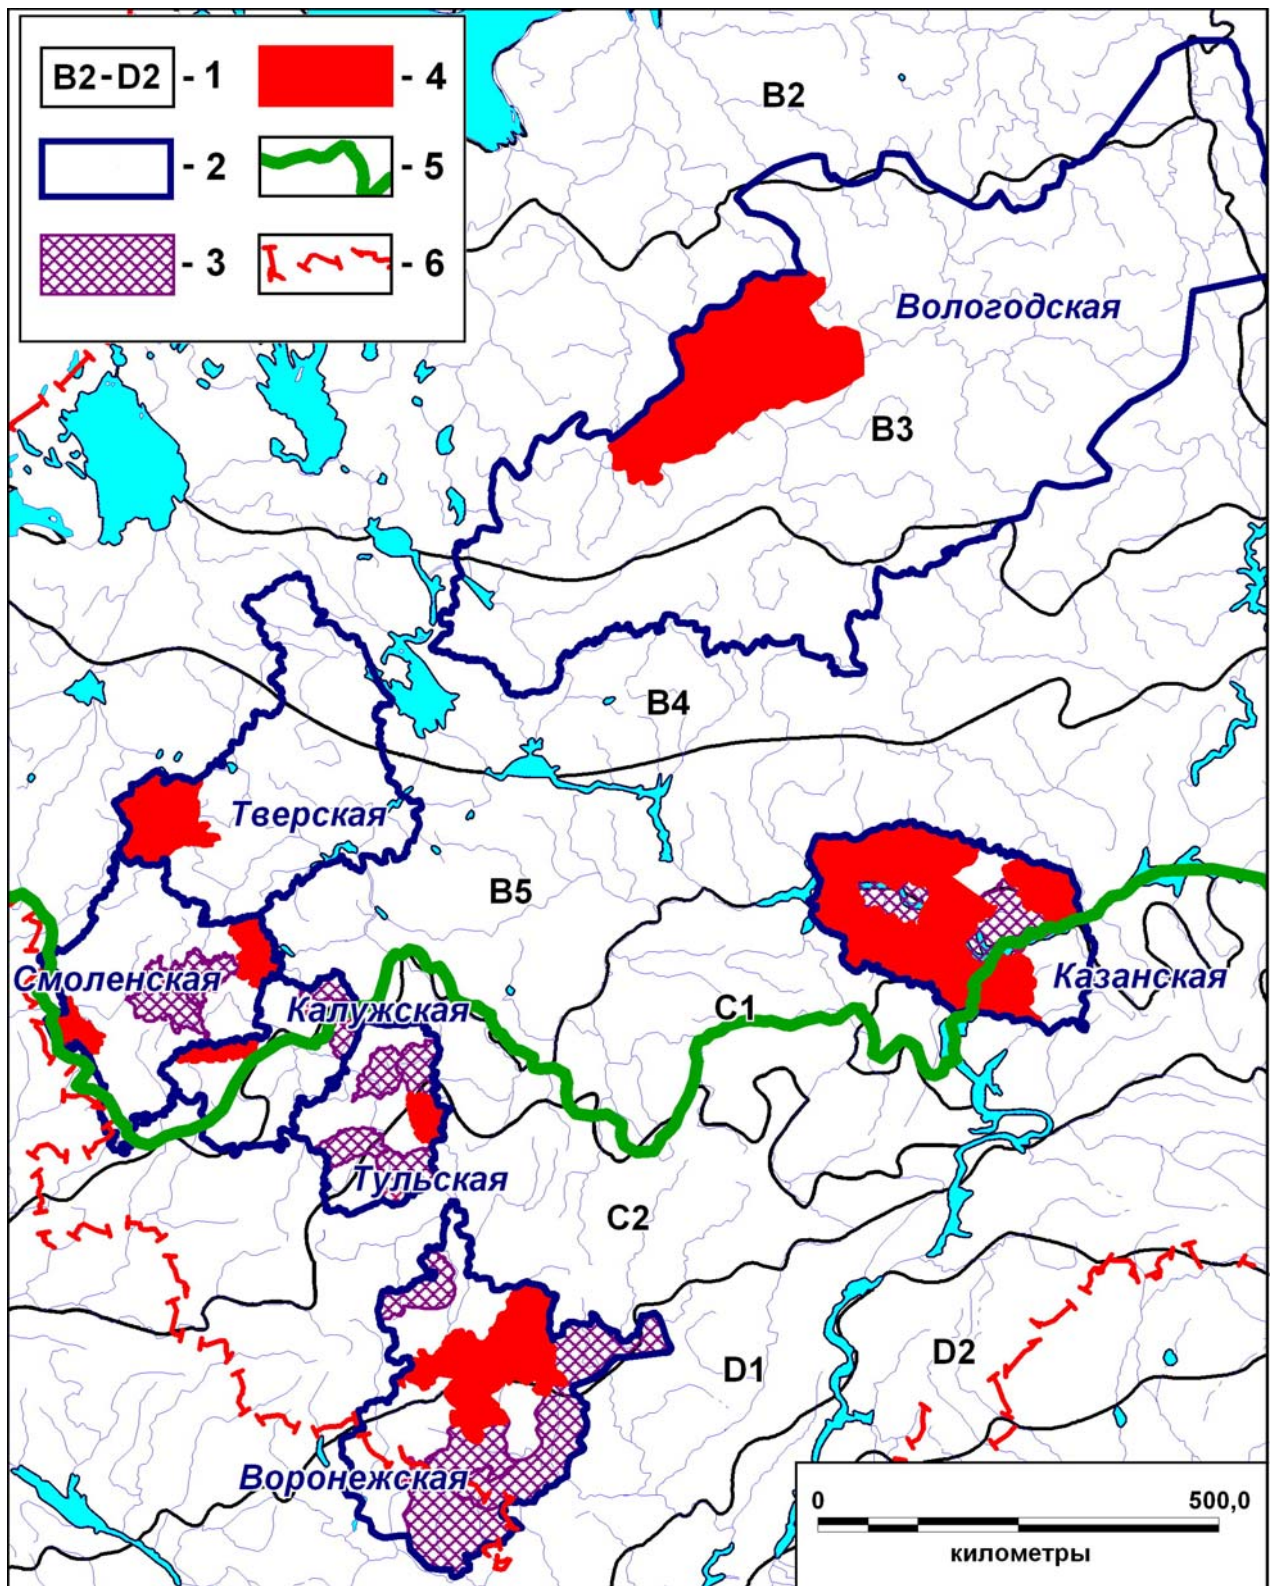 B2-D2 - 1
- 4
- 2
- 5
- 3
- 6
B2
Вологодская
B3
B4
Тверская
B5
Смоленская
Калужская
Казанская
C1
Тульская
C2
D1
D2
Воронежская
0 500,0
километры